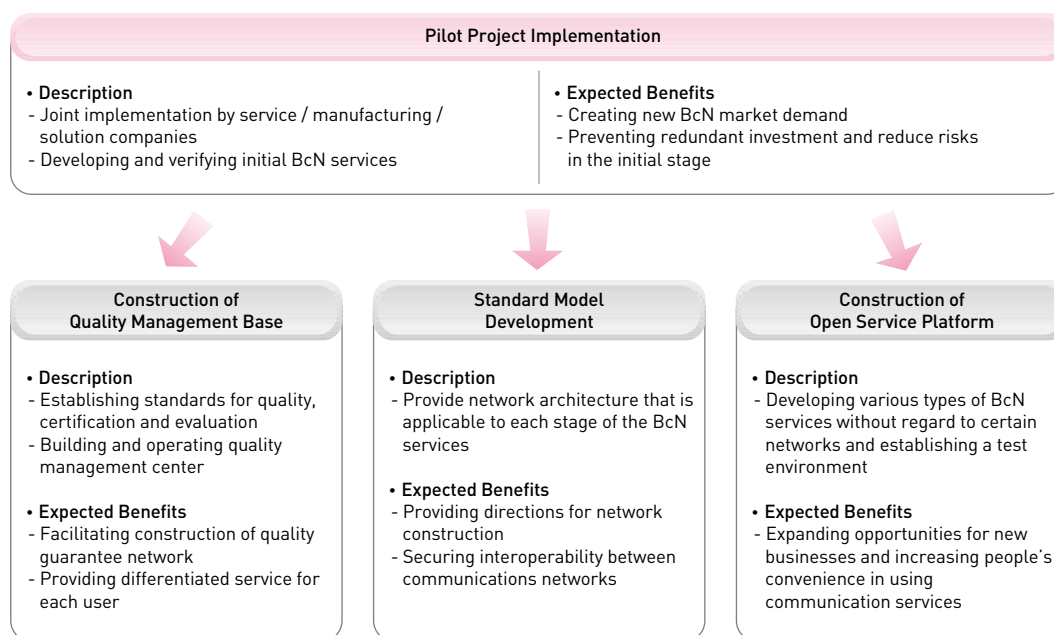 Pilot Project Implementation
• Description
- Joint implementation by service / manufacturing /
solution companies
- Developing and verifying initial BcN services
• Expected Benefits
- Creating new BcN market demand
- Preventing redundant investment and reduce risks
in the initial stage
Construction of
Quality Management Base
• Description
- Establishing standards for quality,
certification and evaluation
- Building and operating quality
management center
• Expected Benefits
- Facilitating construction of quality
guarantee network
- Providing differentiated service for
each user
Standard Model
Development
• Description
- Provide network architecture that is
applicable to each stage of the BcN
services
• Expected Benefits
- Providing directions for network
construction
- Securing interoperability between
communications networks
Construction of
Open Service Platform
• Description
- Developing various types of BcN
services without regard to certain
networks and establishing a test
environment
• Expected Benefits
- Expanding opportunities for new
businesses and increasing people’s
convenience in using
communication services